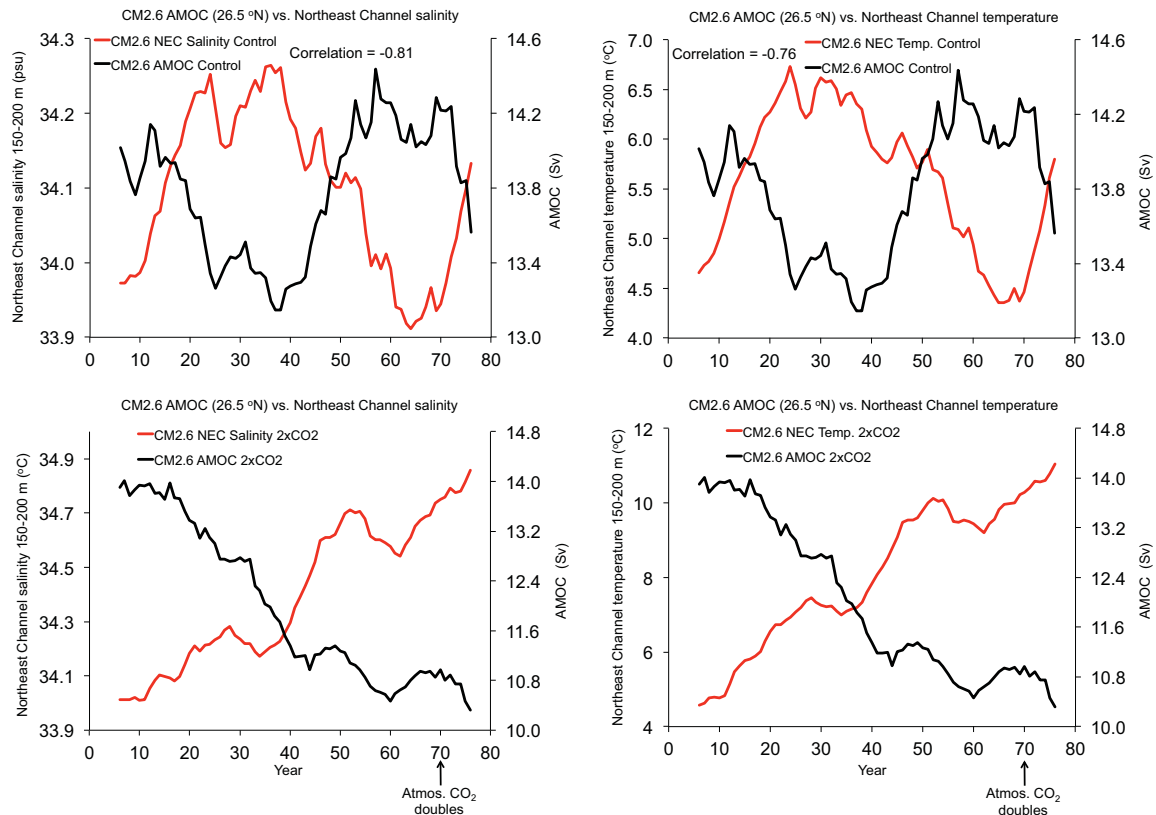 CM2.6 AMOC (26.5 ºN) vs. Northeast Channel salinity
CM2.6 NEC Salinity Control
CM2.6 AMOC Control
Correlation = -0.81
Northeast Channel salinity 150-200 m (psu)
34.3
34.2
34.1
34.0
33.9
14.6
14.2
13.8
13.4
13.0
AMOC (Sv)
0 10 20 30 40 50 60 70 80
CM2.6 AMOC (26.5 ºN) vs. Northeast Channel temperature
Correlation = -0.76
CM2.6 NEC Temp. Control
CM2.6 AMOC Control
Northeast Channel temperature 150-200 m (ºC)
7.0
6.5
6.0
5.5
5.0
4.5
4.0
14.6
14.2
13.8
13.4
13.0
AMOC (Sv)
0 10 20 30 40 50 60 70 80
CM2.6 AMOC (26.5 ºN) vs. Northeast Channel salinity
CM2.6 NEC Salinity 2xCO2
CM2.6 AMOC 2xCO2
Northeast Channel salinity 150-200 m (ºC)
34.9
34.7
34.5
34.3
34.1
33.9
14.8
14.0
13.2
12.4
11.6
10.8
10.0
AMOC (Sv)
0 10 20 30 40 50 60 70 80
Year
Atmos. CO₂
doubles
CM2.6 AMOC (26.5 ºN) vs. Northeast Channel temperature
CM2.6 NEC Temp. 2xCO2
CM2.6 AMOC 2xCO2
Northeast Channel temperature 150-200 m (ºC)
12
10
8
6
4
14.8
14.0
13.2
12.4
11.6
10.8
10.0
AMOC (Sv)
0 10 20 30 40 50 60 70 80
Year
Atmos. CO₂
doubles